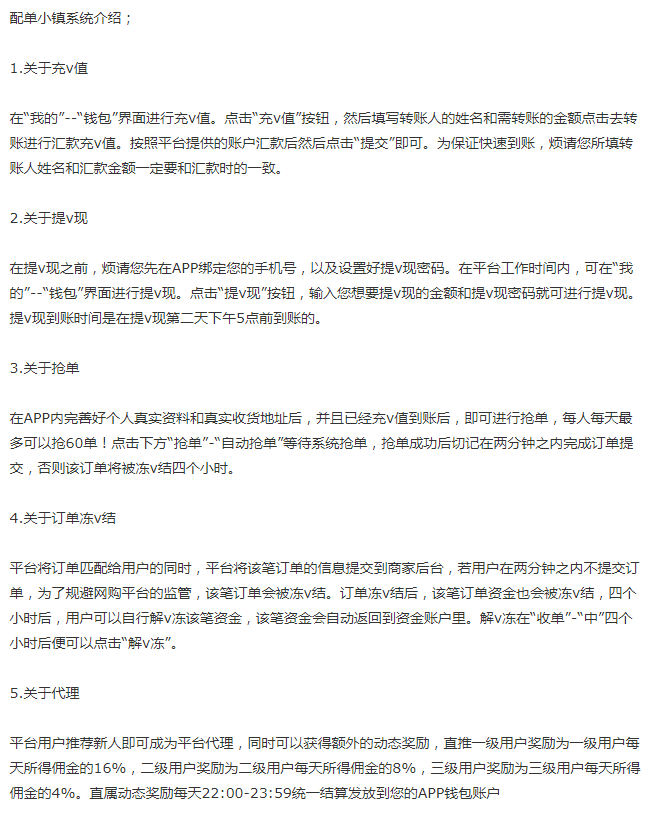 配单小镇系统介绍；
1.关于充v值
在“我的”--“钱包”界面进行充v值。点击“充v值”按钮，然后填写转账人的姓名和需转账的金额点击去转
账进行汇款充v值。按照平台提供的账户汇款后然后点击“提交”即可。为保证快速到账，烦请您所填转
账人姓名和汇款金额一定要和汇款时的一致。
2.关于提v现
在提v现之前，烦请您先在APP绑定您的手机号，以及设置好提v现密码。在平台工作时间内，可在“我
的”--“钱包”界面进行提v现。点击“提v现”按钮，输入您想要提v现的金额和提v现密码就可进行提v现。
提v现到账时间是在提v现第二天下午5点前到账的。
3.关于抢单
在APP内完善好个人真实资料和真实收货地址后，并且已经充v值到账后，即可进行抢单，每人每天最
多可以抢60单！点击下方“抢单”-“自动抢单”等待系统抢单，抢单成功后切记在两分钟之内完成订单提
交，否则该订单将被冻v结四个小时。
4.关于订单冻v结
平台将订单匹配给用户的同时，平台将该笔订单的信息提交到商家后台，若用户在两分钟之内不提交订
单，为了规避网购平台的监管，该笔订单会被冻v结。订单冻v结后，该笔订单资金也会被冻v结，四个
小时后，用户可以自行解v冻该笔资金，该笔资金会自动返回到资金账户里。解v冻在“收单”-“中”四个
小时后便可以点击“解v冻”。
5.关于代理
平台用户推荐新人即可成为平台代理，同时可以获得额外的动态奖励，直推一级用户奖励为一级用户每
天所得佣金的16%，二级用户奖励为二级用户每天所得佣金的8%，三级用户奖励为三级用户每天所得
佣金的4%。直属动态奖励每天22:00-23:59统一结算发放到您的APP钱包账户